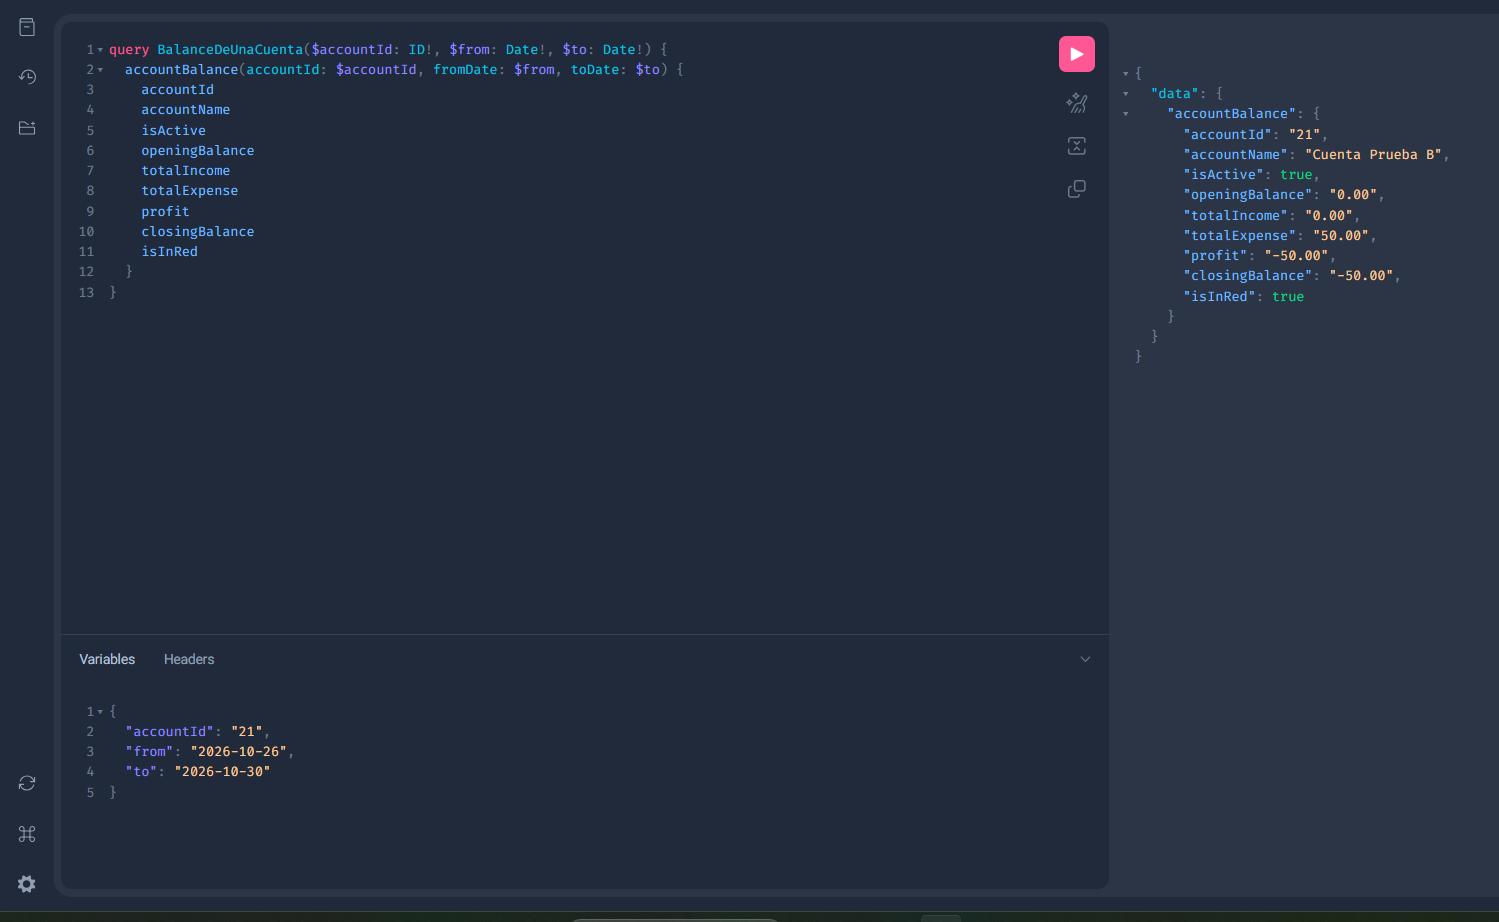 1 query BalanceDeUnaCuenta($accountId: ID!, $from: Date!, $to: Date!) {
2 accountBalance(accountId: $accountId, fromDate: $from, toDate: $to) {
3 accountId
4 accountName
5 isActive
6 openingBalance
7 totalIncome
8 totalExpense
9 profit
10 closingBalance
11 isInRed
12 }
13 }
Variables Headers
1 {
2 "accountId": "21",
3 "from": "2026-10-26",
4 "to": "2026-10-30"
5 }
{
"data": {
"accountBalance": {
"accountId": "21",
"accountName": "Cuenta Prueba B",
"isActive": true,
"openingBalance": "0.00",
"totalIncome": "0.00",
"totalExpense": "50.00",
"profit": "-50.00",
"closingBalance": "-50.00",
"isInRed": true
}
}
}